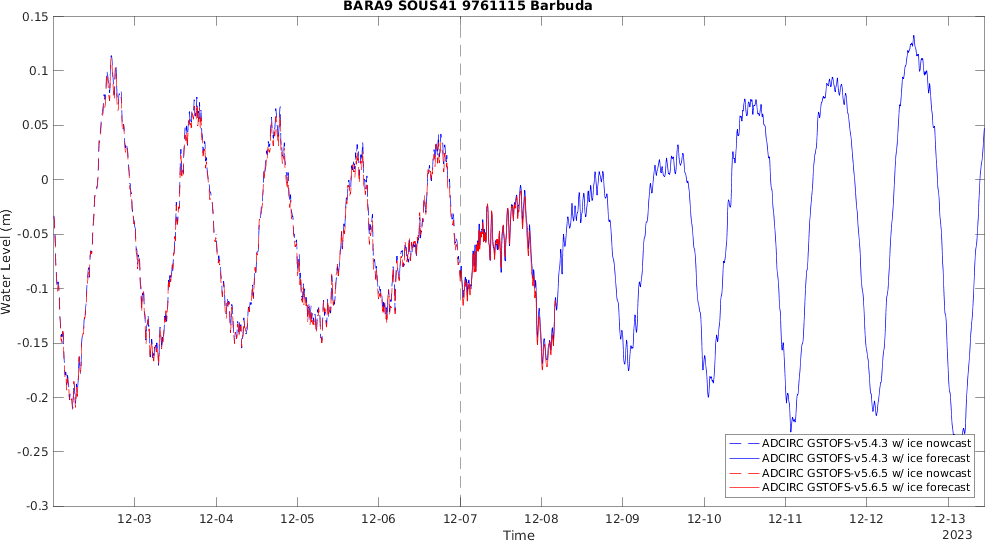 BARA9 SOUS41 9761115 Barbuda
0.15
0.1
0.05
0
-0.05
-0.1
-0.15
-0.2
-0.25
-0.3
Water Level (m)
12-03 12-04 12-05 12-06 12-07 12-08 12-09 12-10 12-11 12-12 12-13
2023
Time
ADCIRC GSTOFS-v5.4.3 w/ ice nowcast
ADCIRC GSTOFS-v5.4.3 w/ ice forecast
ADCIRC GSTOFS-v5.6.5 w/ ice nowcast
ADCIRC GSTOFS-v5.6.5 w/ ice forecast